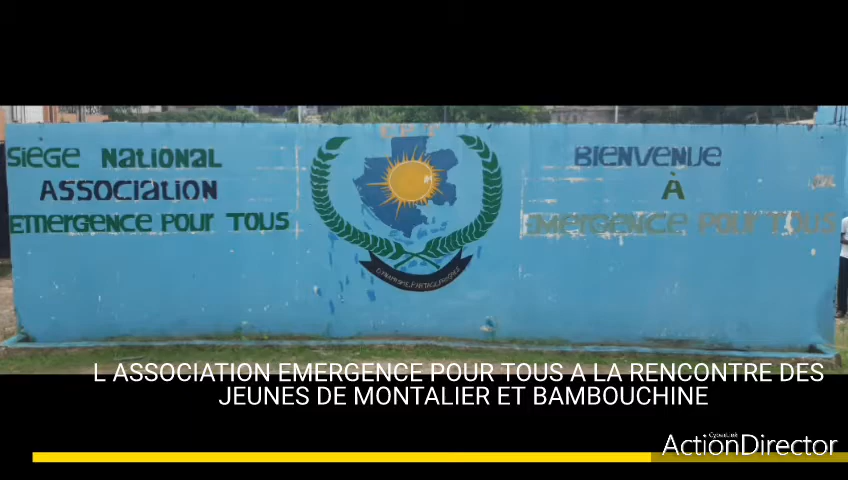 SIEGE NATIONAL
ASSOCIATION
EMERGENCE POUR TOUS
BIENVENUE
À
EMERGENCE POUR TOUS
L ASSOCIATION EMERGENCE POUR TOUS A LA RENCONTRE DES
JEUNES DE MONTALIER ET BAMBOUCHINE
CyberLink
ActionDirector